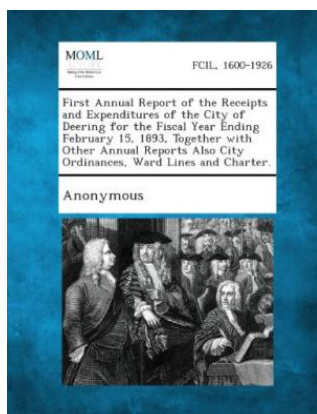 MOML
FCIL, 1600-1926
First Annual Report of the Receipts
and Expenditures of the City of
Deering for the Fiscal Year Ending
February 15, 1893, Together with
Other Annual Reports Also City
Ordinances, Ward Lines and Charter.
Anonymous